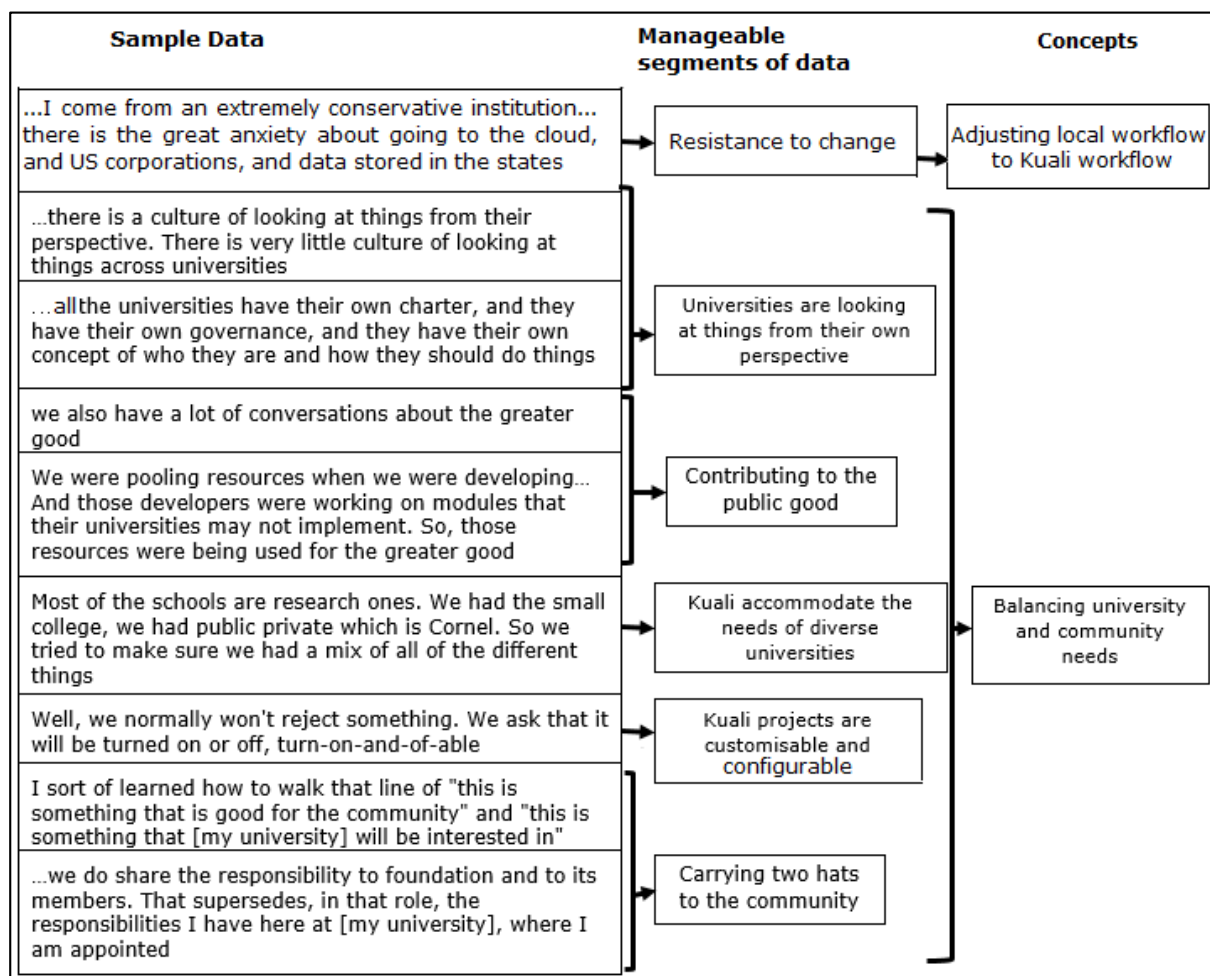 Sample Data
Manageable
segments of data
Concepts
...I come from an extremely conservative institution...
there is the great anxiety about going to the cloud,
and US corporations, and data stored in the states
Resistance to change
Adjusting local workflow
to Kuali workflow
...there is a culture of looking at things from their
perspective. There is very little culture of looking at
things across universities
...allthe universities have their own charter, and they
have their own governance, and they have their own
concept of who they are and how they should do things
Universities are looking
at things from their own
perspective
we also have a lot of conversations about the greater
good
We were pooling resources when we were developing...
And those developers were working on modules that
their universities may not implement. So, those
resources were being used for the greater good
Contributing to the
public good
Most of the schools are research ones. We had the small
college, we had public private which is Cornel. So we
tried to make sure we had a mix of all of the different
things
Kuali accommodate the
needs of diverse
universities
Balancing university
and community
needs
Well, we normally won't reject something. We ask that it
will be turned on or off, turn-on-and-of-able
Kuali projects are
customisable and
configurable
I sort of learned how to walk that line of "this is
something that is good for the community" and "this is
something that [my university] will be interested in"
...we do share the responsibility to foundation and to its
members. That supersedes, in that role, the
responsibilities I have here at [my university], where I
am appointed
Carrying two hats
to the community